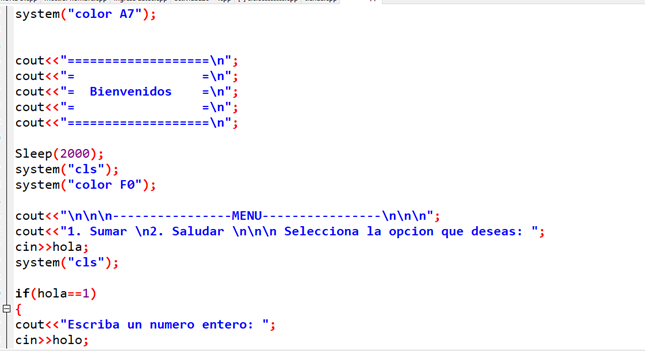 system("color A7");
cout<<"===================\n";
cout<<"=                 =\n";
cout<<"=  Bienvenidos    =\n";
cout<<"=                 =\n";
cout<<"===================\n";
Sleep(2000);
system("cls");
system("color F0");
cout<<"\n\n\n----------------MENU----------------\n\n\n";
cout<<"1. Sumar \n2. Saludar \n\n\n Selecciona la opcion que deseas: ";
cin>>hola;
system("cls");
if(hola==1)
{
cout<<"Escriba un numero entero: ";
cin>>holo;